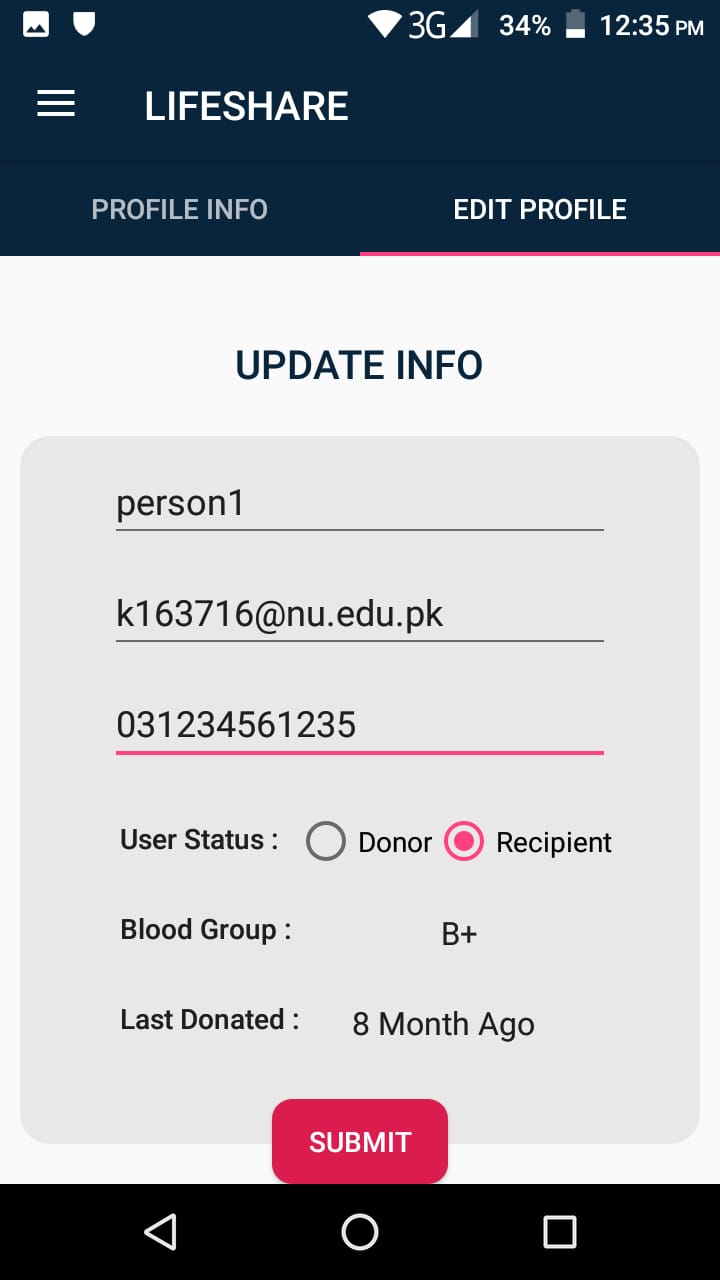 3G 34% 12:35 PM
LIFESHARE
PROFILE INFO EDIT PROFILE
UPDATE INFO
person1
k163716@nu.edu.pk
031234561235
User Status : Donor Recipient
Blood Group : B+
Last Donated : 8 Month Ago
SUBMIT